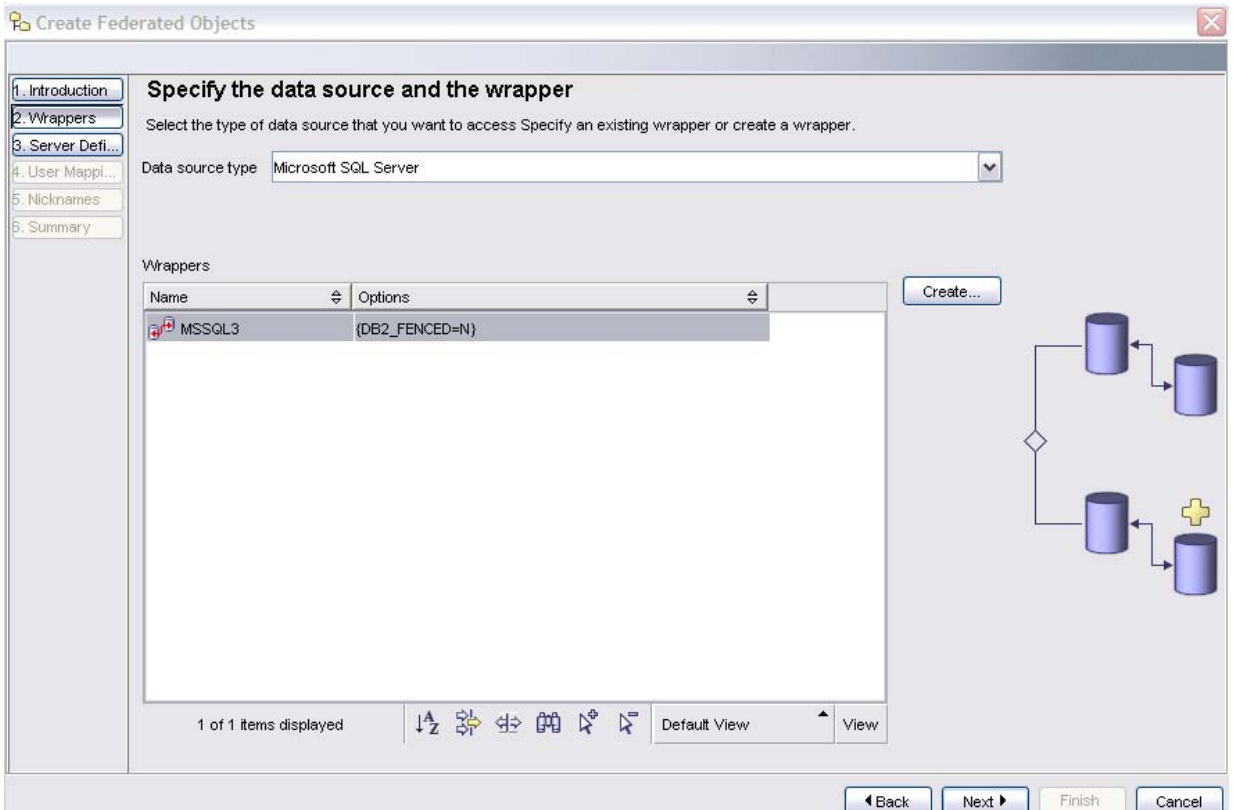 Create Federated Objects
1. Introduction
2. Wrappers
3. Server Defi...
4. User Mappi...
5. Nicknames
6. Summary
Specify the data source and the wrapper
Select the type of data source that you want to access Specify an existing wrapper or create a wrapper.
Data source type Microsoft SQL Server
Wrappers
Name Options
MSSQL3 {DB2_FENCED=N}
Create...
1 of 1 items displayed Default View View
Back Next Finish Cancel